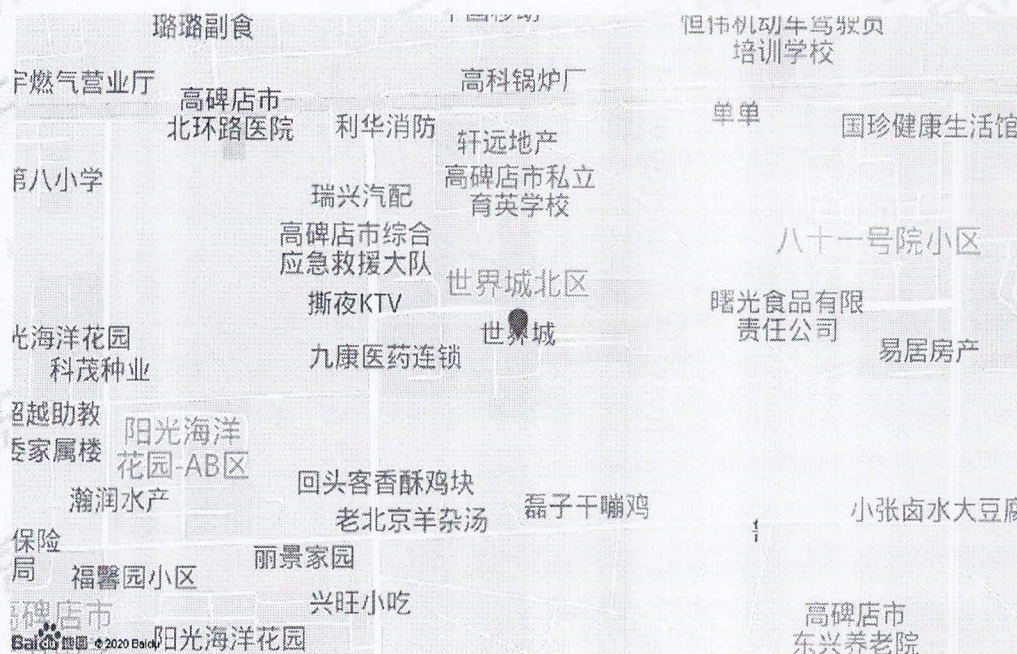 璐璐副食
中国移动
恒伟机动车驾驶员
培训学校
宇燃气营业厅
高科锅炉厂
高碑店市
北环路医院
利华消防
轩远地产
单单
国珍健康生活馆
第八小学
瑞兴汽配
高碑店市私立
育英学校
高碑店市综合
应急救援大队
八十一号院小区
世界城北区
撕夜KTV
曙光食品有限
责任公司
光海洋花园
世界城
九康医药连锁
易居房产
科茂种业
超越助教
委家属楼
阳光海洋
花园-AB区
回头客香酥鸡块
瀚润水产
老北京羊杂汤
磊子干嘣鸡
小张卤水大豆腐
保险
局
丽景家园
福馨园小区
兴旺小吃
高碑店市
高碑店市
东兴养老院
Baidu地图 © 2020 Baidu
阳光海洋花园